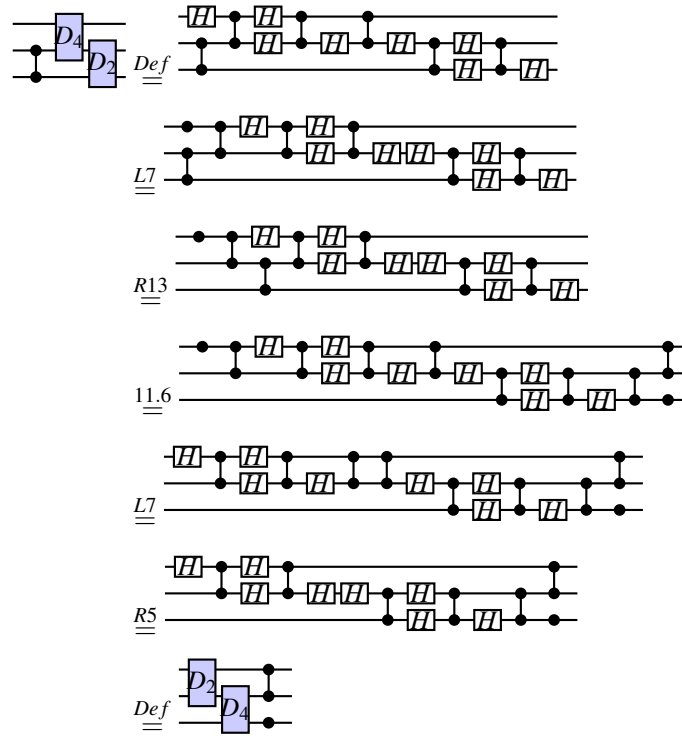 H H
D₄ H H H H
D₂ Def = H H
H H
H H H H
L7 = H H
H H
H H H H
R13 = H H
H H
H H H H
11.6 = H H
H H
H H H H
L7 = H H
H H
H H H H
R5 = H H
D₂
Def = D₄